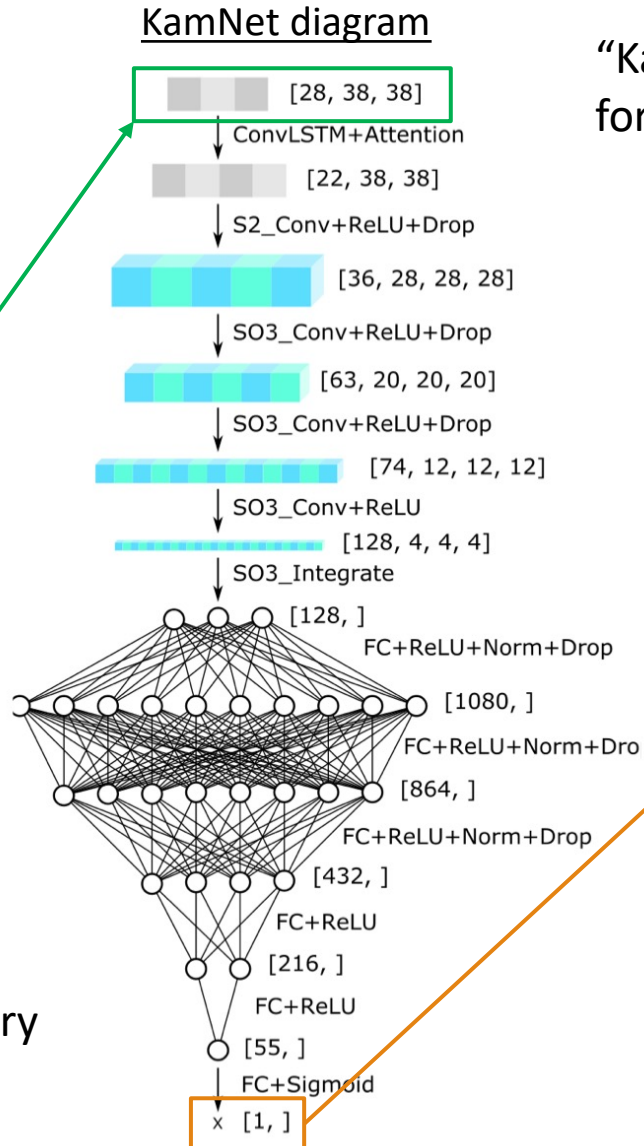 KamNet diagram
“Ka
for
[28, 38, 38]
ConvLSTM+Attention
[22, 38, 38]
S2_Conv+ReLU+Drop
[36, 28, 28, 28]
SO3_Conv+ReLU+Drop
[63, 20, 20, 20]
SO3_Conv+ReLU+Drop
[74, 12, 12, 12]
SO3_Conv+ReLU
[128, 4, 4, 4]
SO3_Integrate
[128, ]
FC+ReLU+Norm+Drop
[1080, ]
FC+ReLU+Norm+Dro
[864, ]
FC+ReLU+Norm+Drop
[432, ]
FC+ReLU
[216, ]
FC+ReLU
ry
[55, ]
FC+Sigmoid
x [1, ]